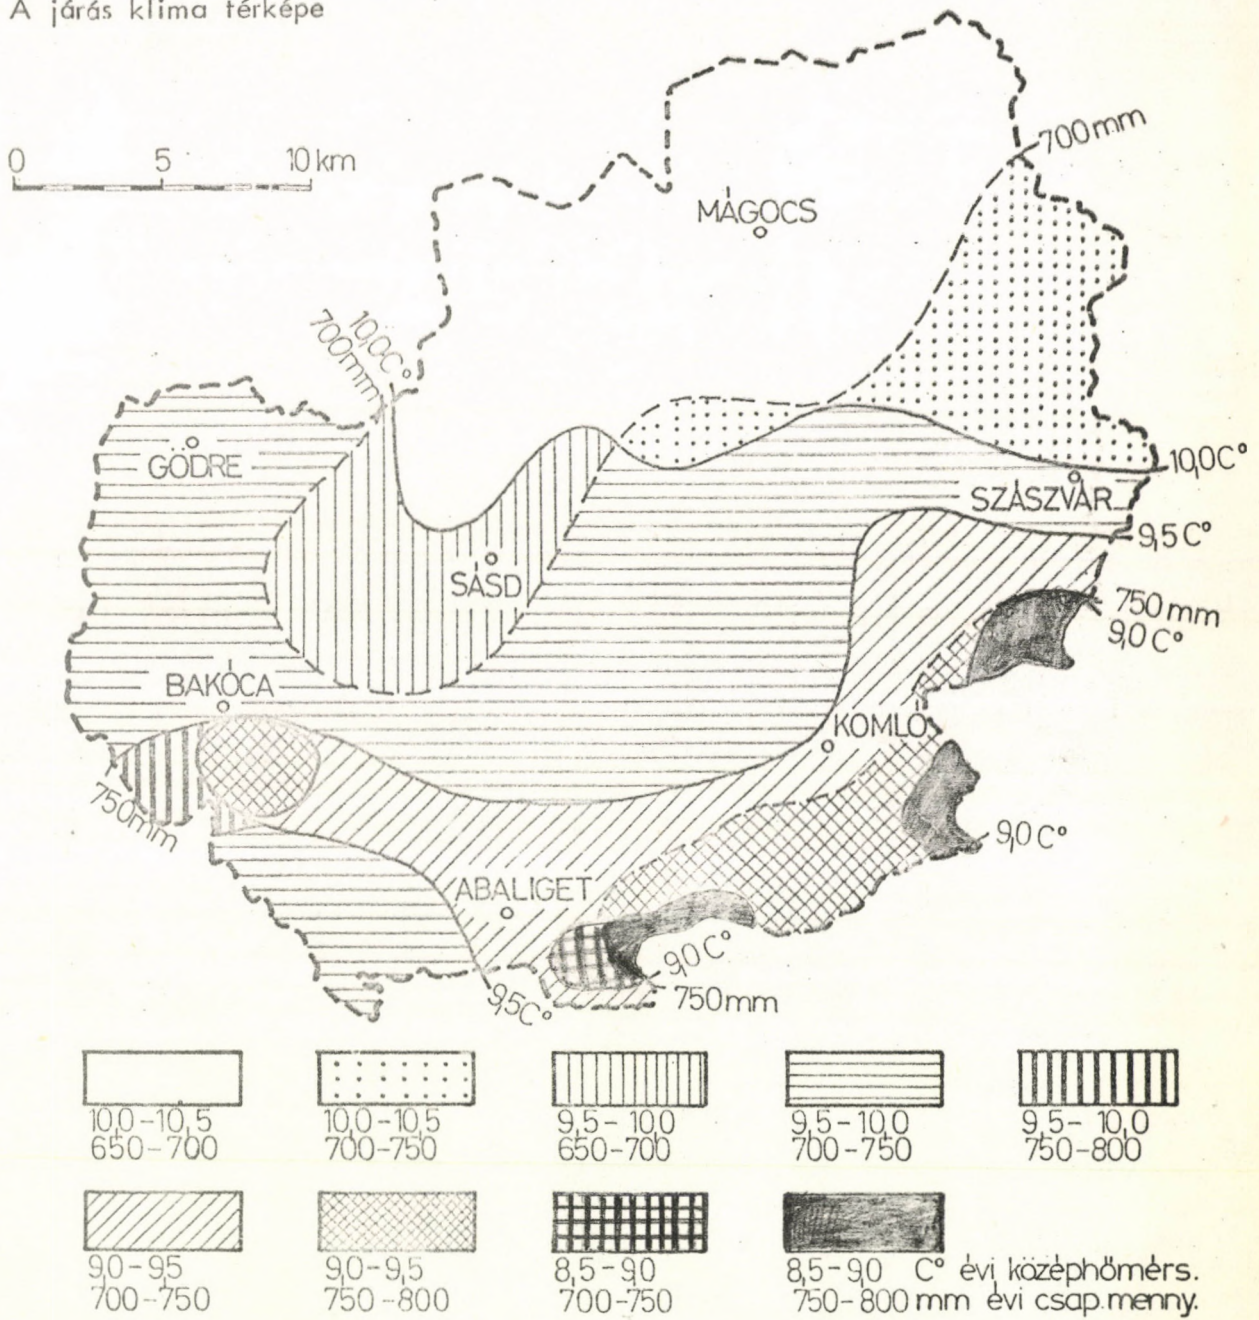 A járás klíma térképe
0 5 10 km
700 mm
MÁGOCS
10,0 C°
700 mm
GÖDRE
10,0 C°
SZÁSZVÁR
9,5 C°
SÁSD
750 mm
9,0 C°
BAKÓCA
KOMLÓ
750 mm
9,0 C°
ABALIGET
9,0 C°
750 mm
9,5 C°
10,0-10,5 10,0-10,5 9,5-10,0 9,5-10,0 9,5-10,0
650-700 700-750 650-700 700-750 750-800
9,0-9,5 9,0-9,5 8,5-9,0 8,5-9,0 C° évi középhőmérs.
700-750 750-800 700-750 750-800 mm évi csap.menny.